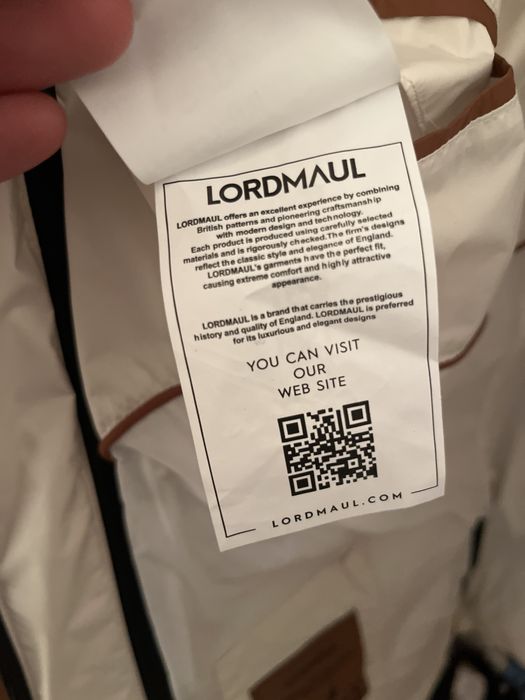 LORDMAUL
LORDMAUL offers an excellent experience by combining
British patterns and pioneering craftsmanship
with modern design and technology.
Each product is produced using carefully selected
materials and is rigorously checked.The firm's designs
reflect the classic style and elegance of England.
LORDMAUL's garments have the perfect fit,
causing extreme comfort and highly attractive
appearance.
LORDMAUL is a brand that carries the prestigious
history and quality of England. LORDMAUL is preferred
for its luxurious and elegant designs
YOU CAN VISIT
OUR
WEB SITE
LORDMAUL.COM